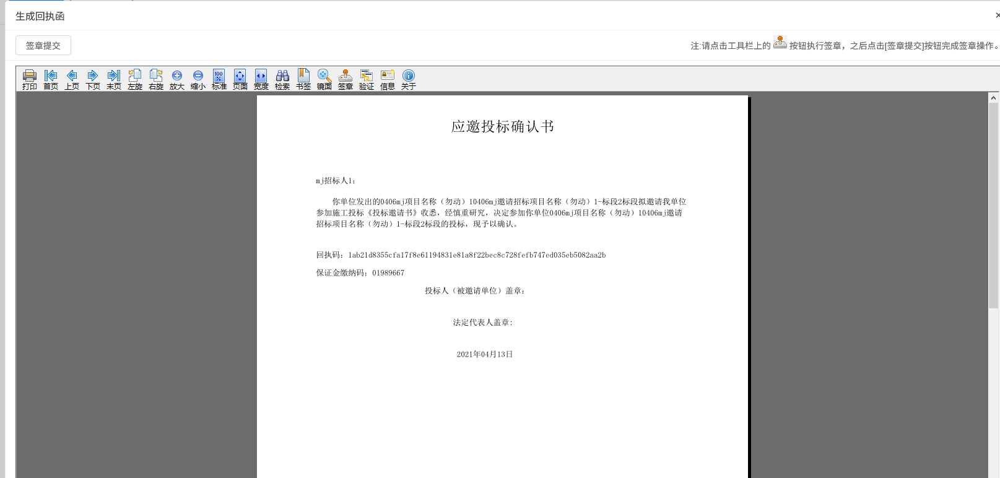 生成回执函
×
签章提交
注:请点击工具栏上的 按钮执行签章，之后点击[签章提交]按钮完成签章操作。
打印 首页 上页 下页 末页 左旋 右旋 放大 缩小 标准 页面 宽度 检索 书签 镜面 签章 验证 信息 关于
应邀投标确认书
mj招标人1：
你单位发出的0406mj项目名称（勿动）10406mj邀请招标项目名称（勿动）1-标段2标段拟邀请我单位
参加施工投标《投标邀请书》收悉，经慎重研究，决定参加你单位0406mj项目名称（勿动）10406mj邀请
招标项目名称（勿动）1-标段2标段的投标，现予以确认。
回执码：1ab21d8355cfa17f8e61194831e81a8f22bec8c728fefb747ed035eb5082aa2b
保证金缴纳码：01989667
投标人（被邀请单位）盖章：
法定代表人盖章：
2021年04月13日